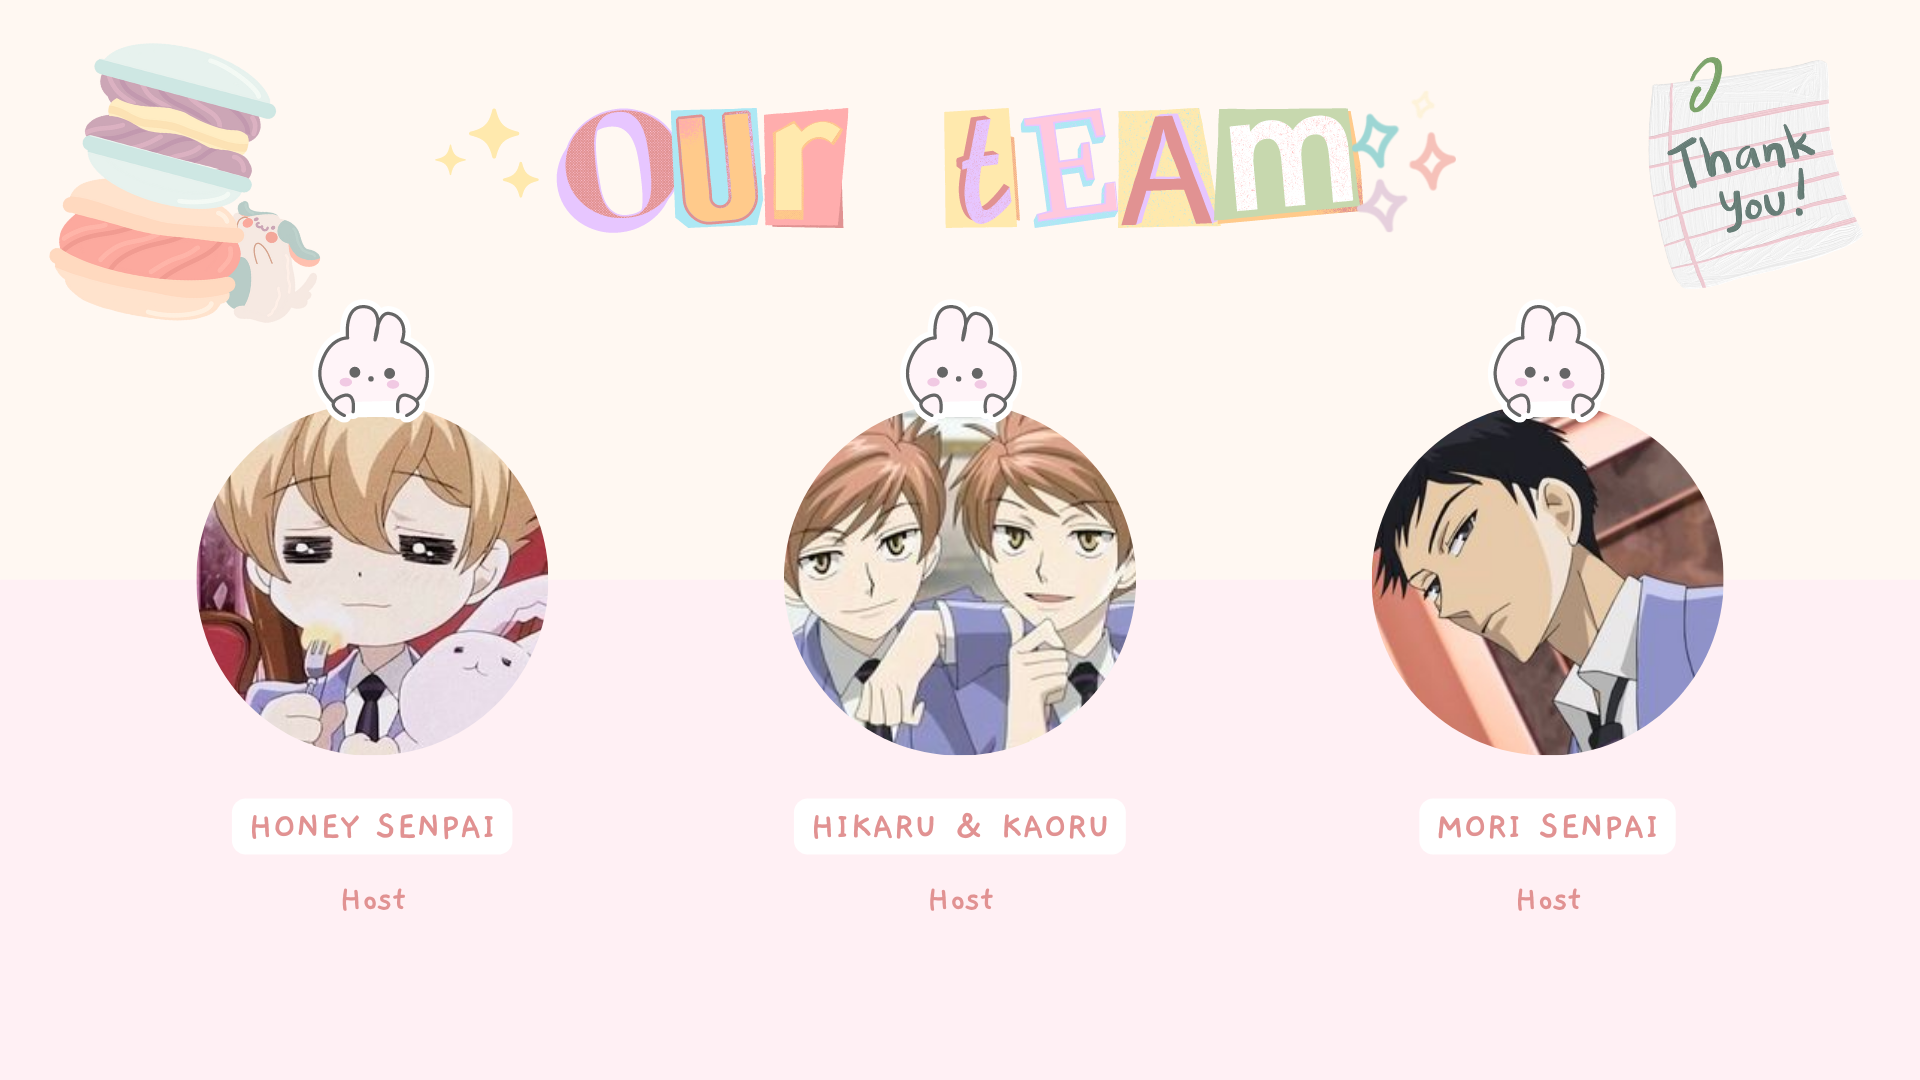 our tEAm
Thank
you!
HONEY SENPAI
HIKARU & KAORU
MORI SENPAI
Host
Host
Host